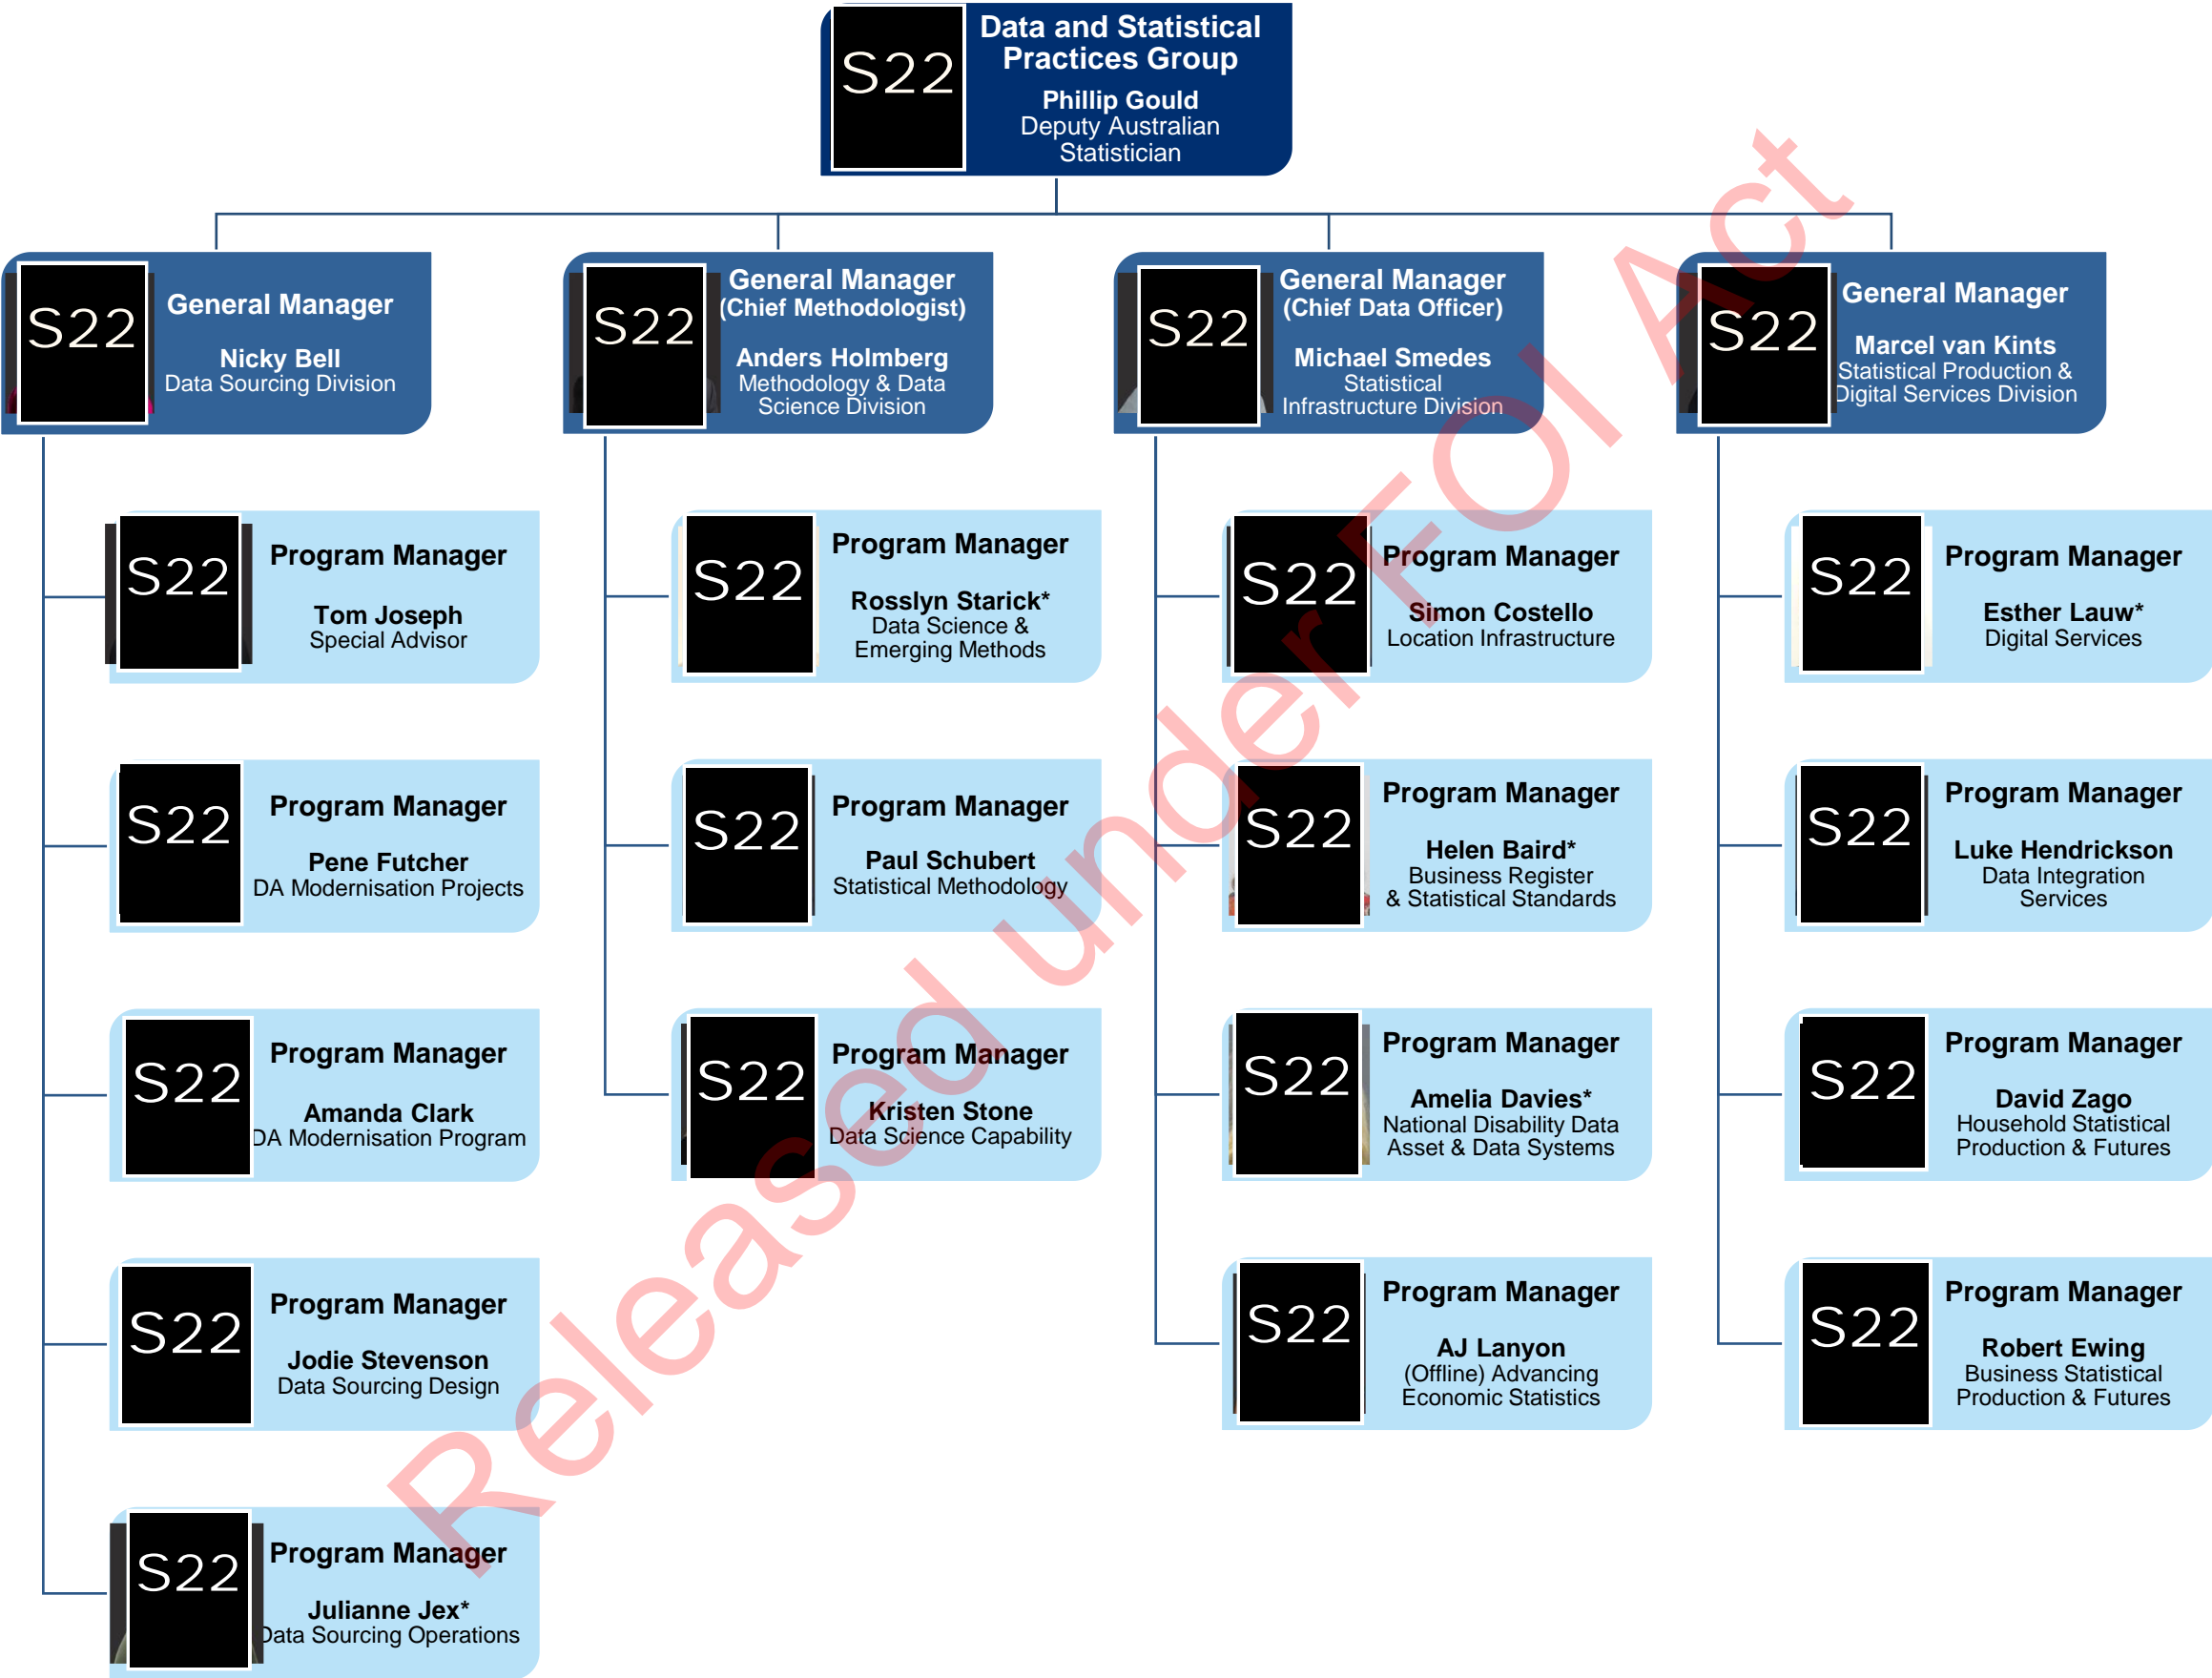 S22
Data and Statistical
Practices Group
Phillip Gould
Deputy Australian
Statistician
S22
General Manager
Nicky Bell
Data Sourcing Division
S22
General Manager
(Chief Methodologist)
Anders Holmberg
Methodology & Data
Science Division
S22
General Manager
(Chief Data Officer)
Michael Smedes
Statistical
Infrastructure Division
S22
General Manager
Marcel van Kints
Statistical Production &
Digital Services Division
S22
Program Manager
Tom Joseph
Special Advisor
S22
Program Manager
Pene Futcher
DA Modernisation Projects
S22
Program Manager
Amanda Clark
DA Modernisation Program
S22
Program Manager
Jodie Stevenson
Data Sourcing Design
S22
Program Manager
Julianne Jex*
Data Sourcing Operations
S22
Program Manager
Rosslyn Starick*
Data Science &
Emerging Methods
S22
Program Manager
Paul Schubert
Statistical Methodology
S22
Program Manager
Kristen Stone
Data Science Capability
S22
Program Manager
Simon Costello
Location Infrastructure
S22
Program Manager
Helen Baird*
Business Register
& Statistical Standards
S22
Program Manager
Amelia Davies*
National Disability Data
Asset & Data Systems
S22
Program Manager
AJ Lanyon
(Offline) Advancing
Economic Statistics
S22
Program Manager
Esther Lauw*
Digital Services
S22
Program Manager
Luke Hendrickson
Data Integration
Services
S22
Program Manager
David Zago
Household Statistical
Production & Futures
S22
Program Manager
Robert Ewing
Business Statistical
Production & Futures
Released under FOI Act